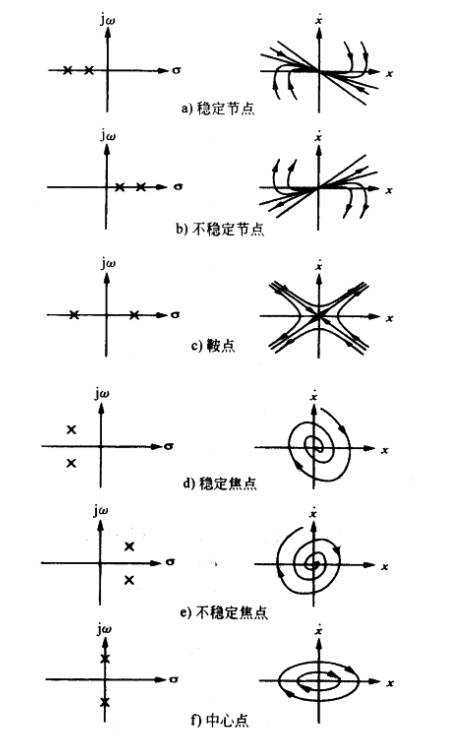 jω
ẋ
σ
x
a) 稳定节点
jω
ẋ
σ
x
b) 不稳定节点
jω
ẋ
σ
x
c) 鞍点
jω
ẋ
σ
x
d) 稳定焦点
jω
ẋ
σ
x
e) 不稳定焦点
jω
ẋ
σ
x
f) 中心点